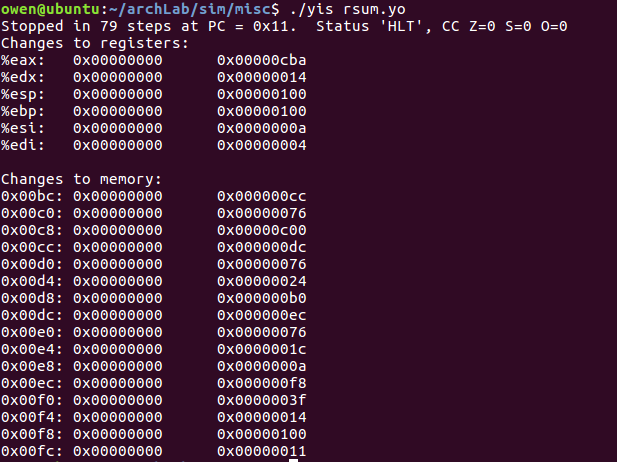 owen@ubuntu:~/archLab/sim/misc$ ./yis rsum.yo
Stopped in 79 steps at PC = 0x11.  Status 'HLT', CC Z=0 S=0 O=0
Changes to registers:
%eax:   0x00000000      0x00000cba
%edx:   0x00000000      0x00000014
%esp:   0x00000000      0x00000100
%ebp:   0x00000000      0x00000100
%esi:   0x00000000      0x0000000a
%edi:   0x00000000      0x00000004

Changes to memory:
0x00bc: 0x00000000      0x000000cc
0x00c0: 0x00000000      0x00000076
0x00c8: 0x00000000      0x00000c00
0x00cc: 0x00000000      0x000000dc
0x00d0: 0x00000000      0x00000076
0x00d4: 0x00000000      0x00000024
0x00d8: 0x00000000      0x000000b0
0x00dc: 0x00000000      0x000000ec
0x00e0: 0x00000000      0x00000076
0x00e4: 0x00000000      0x0000001c
0x00e8: 0x00000000      0x0000000a
0x00ec: 0x00000000      0x000000f8
0x00f0: 0x00000000      0x0000003f
0x00f4: 0x00000000      0x00000014
0x00f8: 0x00000000      0x00000100
0x00fc: 0x00000000      0x00000011